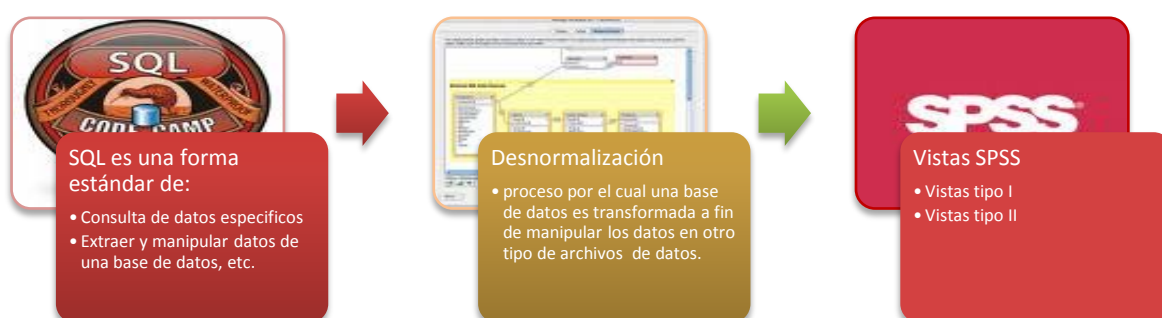 SQL
CODE CAMP
SQL es una forma
estándar de:
• Consulta de datos especificos
• Extraer y manipular datos de
una base de datos, etc.
Desnormalización
• proceso por el cual una base
de datos es transformada a fin
de manipular los datos en otro
tipo de archivos de datos.
SPSS
Vistas SPSS
• Vistas tipo I
• Vistas tipo II